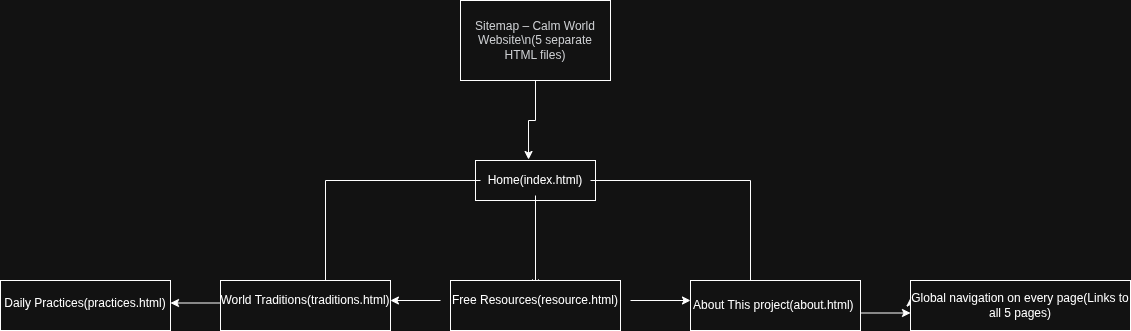 Sitemap – Calm World
Website\n(5 separate
HTML files)
Home(index.html)
Daily Practices(practices.html)
World Traditions(traditions.html)
Free Resources(resource.html)
About This project(about.html)
Global navigation on every page(Links to
all 5 pages)